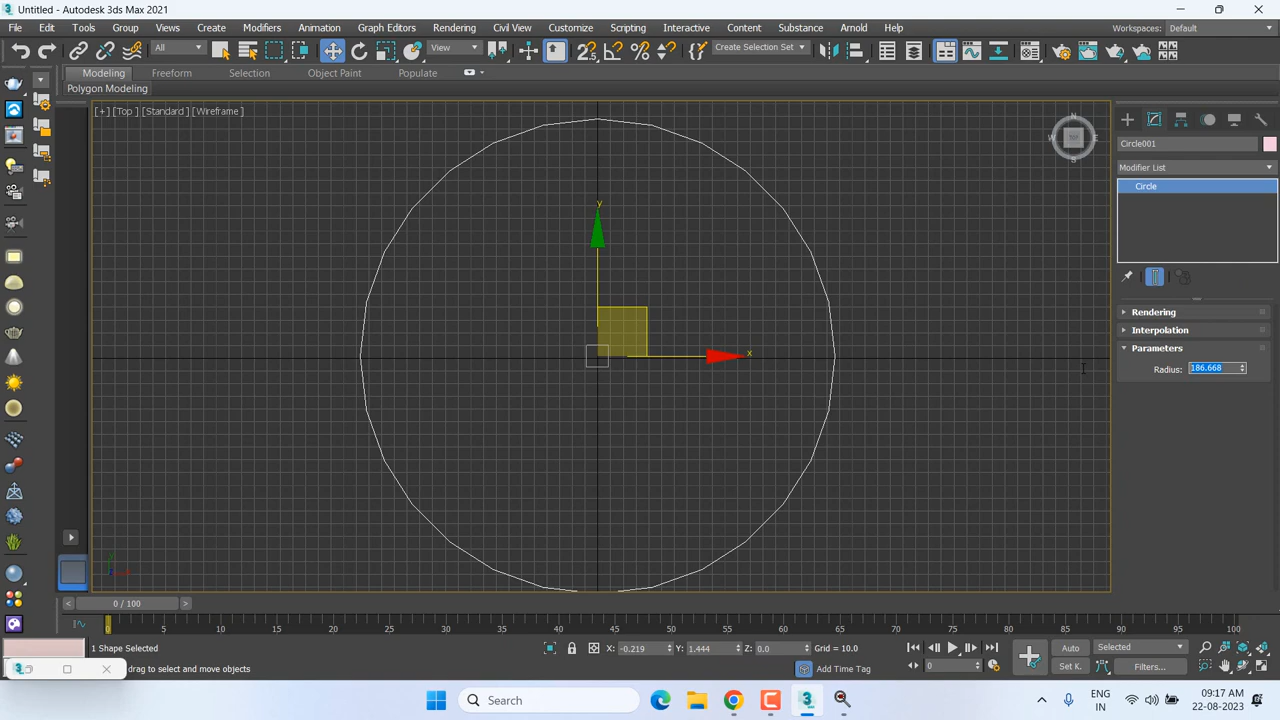 Untitled - Autodesk 3ds Max 2021
File Edit Tools Group Views Create Modifiers Animation Graph Editors Rendering Civil View Customize Scripting Interactive Content Substance Arnold Help Workspaces: Default
All View Create Selection Set
Modeling Freeform Selection Object Paint Populate
Polygon Modeling
[+] [Top ] [Standard ] [Wireframe ]
N
W E
Circle001
Modifier List
Circle
y
Rendering
Interpolation
Parameters
x
Radius: 186.668
0 / 100
0 5 15 20 25 30 35 40 45 50 55 60 65 70 75 80 85 90 95 100
1 Shape Selected X: -0.219 Y: 1.444 Z: 0.0 Grid = 10.0 Auto Selected
drag to select and move objects Add Time Tag 0 Set K. Filters...
Search
ENG
IN
09:17 AM
22-08-2023